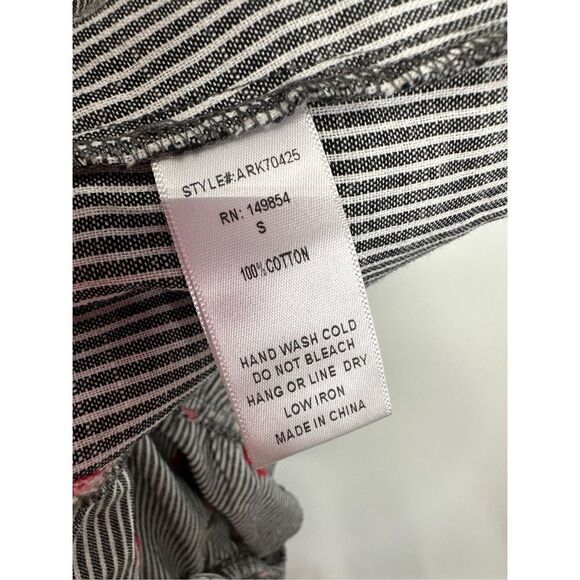 STYLE#:ARK70425
RN: 149854
S
100% COTTON
HAND WASH COLD
DO NOT BLEACH
HANG OR LINE DRY
LOW IRON
MADE IN CHINA